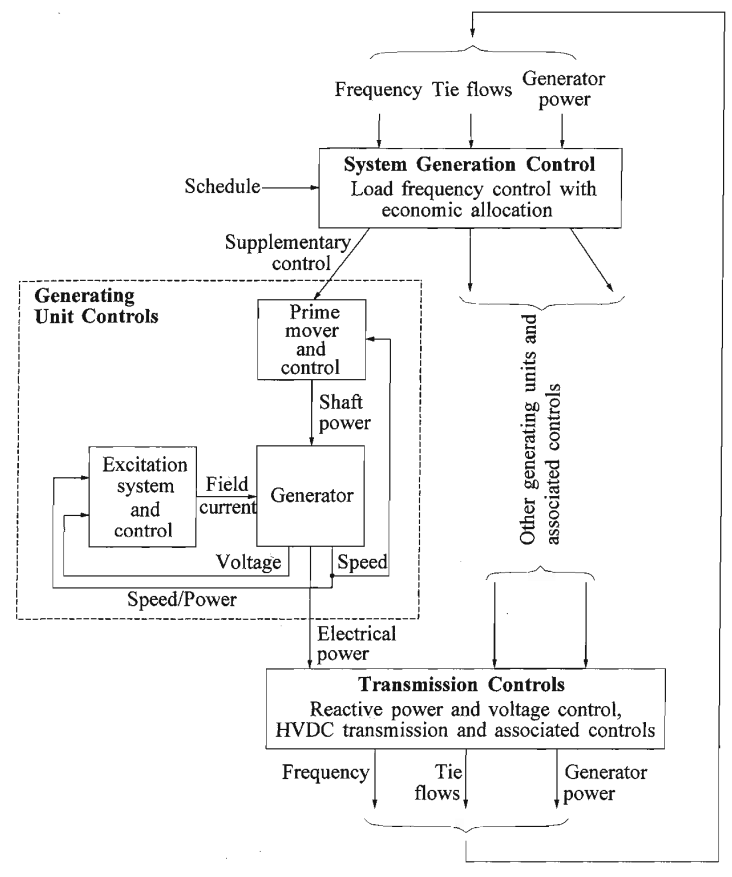 Frequency Tie flows
Generator
power
System Generation Control
Load frequency control with
economic allocation
Schedule
Supplementary
control
Generating
Unit Controls
Prime
mover
and
control
Shaft
power
Excitation
system
and
control
Field
current
Generator
Voltage
Speed
Speed/Power
Other generating units and
associated controls
Electrical
power
Transmission Controls
Reactive power and voltage control,
HVDC transmission and associated controls
Frequency
Tie
flows
Generator
power